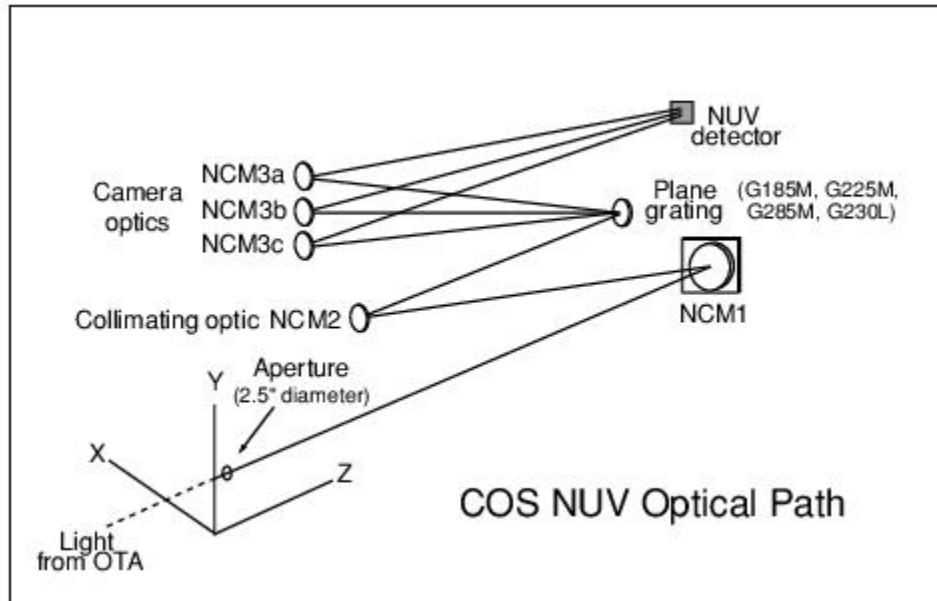 NUV
detector
NCM3a
Camera
optics
NCM3b
NCM3c
Plane
grating
(G185M, G225M,
G285M, G230L)
NCM1
Collimating optic NCM2
Aperture
(2.5" diameter)
Y
X
Z
Light
from OTA
COS NUV Optical Path